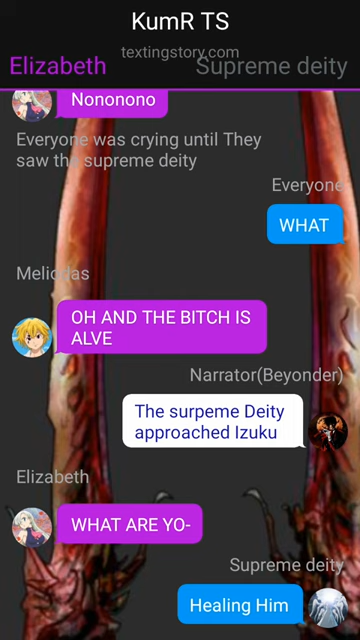 KumR TS
textingstory.com
Elizabeth
Supreme deity
Nononono
Everyone was crying until They
saw the supreme deity
Everyone
WHAT
Meliodas
OH AND THE BITCH IS
ALVE
Narrator(Beyonder)
The surpeme Deity
approached Izuku
Elizabeth
WHAT ARE YO-
Supreme deity
Healing Him